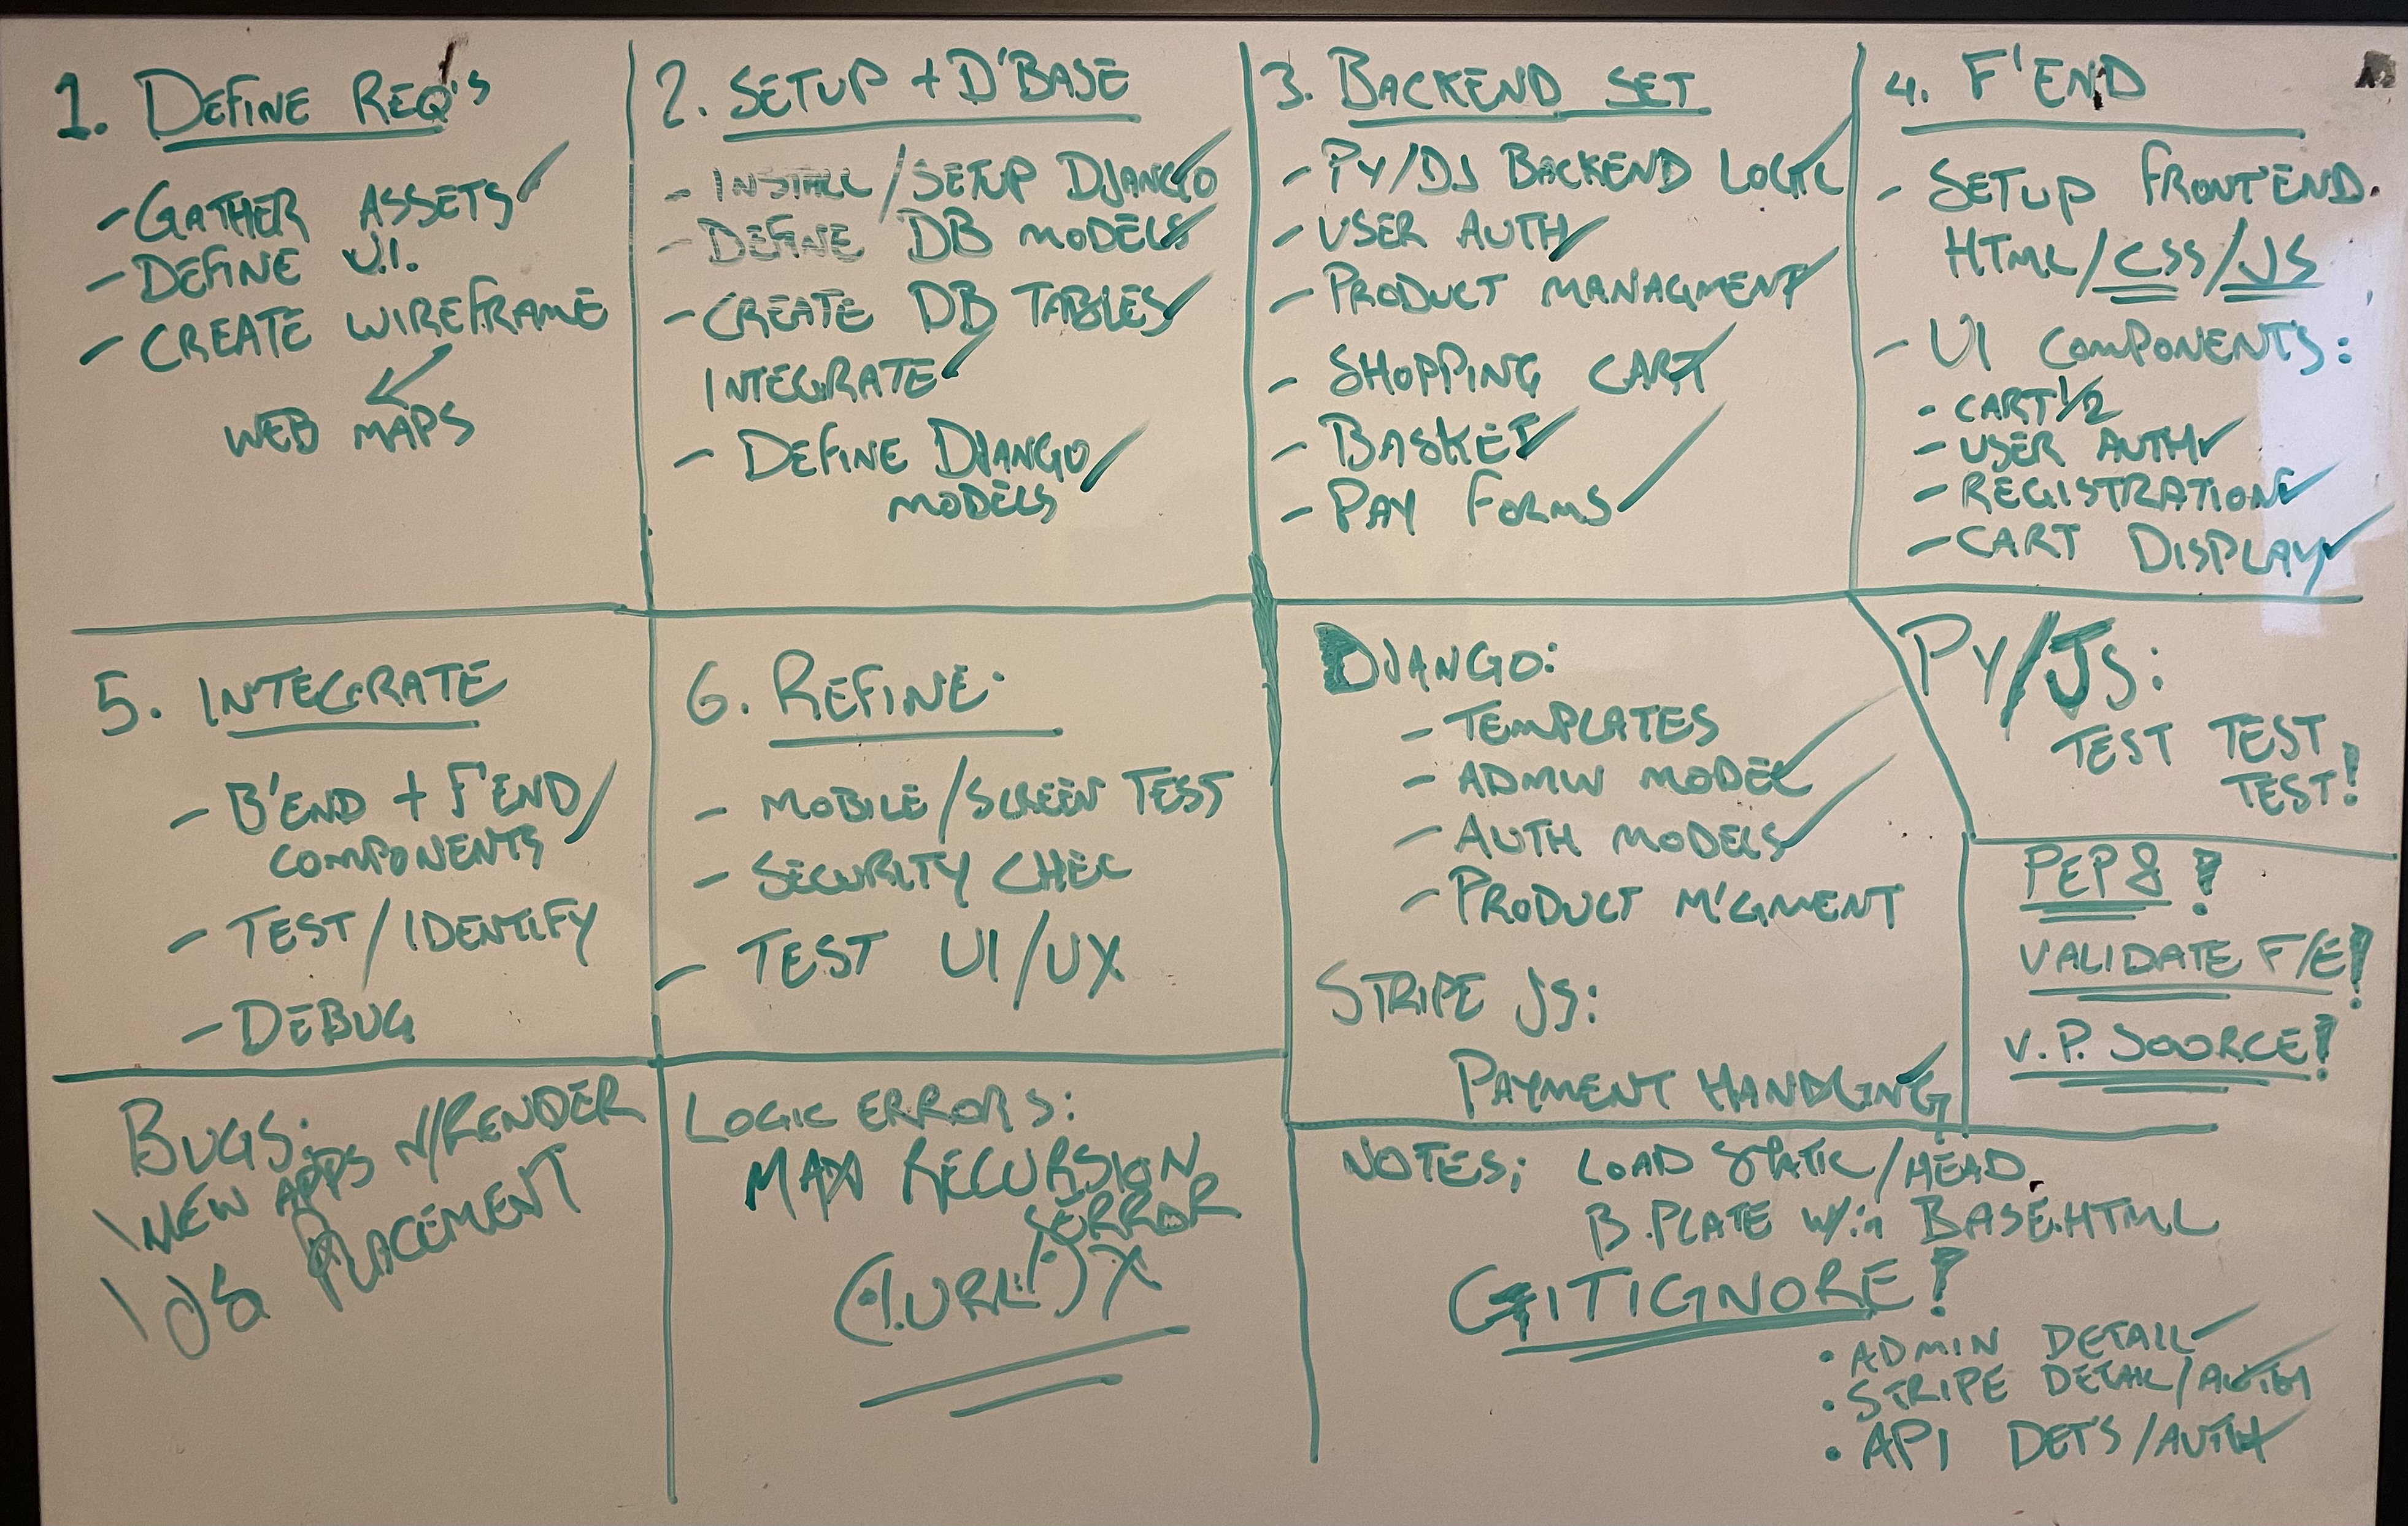 1. DEFINE REQ'S
- GATHER ASSETS ✓
- DEFINE U.I.
- CREATE WIREFRAME
WEB MAPS
2. SETUP + D'BASE
- INSTALL/SETUP DJANGO ✓
- DEFINE DB MODELS ✓
- CREATE DB TABLES ✓
INTEGRATE ✓
- DEFINE DJANGO ✓
MODELS
3. BACKEND SET
- PY/DJ BACKEND LOGIC ✓
- USER AUTH ✓
- PRODUCT MANAGMENT ✓
- SHOPPING CART ✓
- BASKET ✓
- PAY FORMS ✓
4. F'END
- SETUP FRONT'END.
HTML/CSS/JS
- UI COMPONENTS:
· CART 1/2
- USER AUTH ✓
- REGISTRATION ✓
- CART DISPLAY ✓
5. INTEGRATE
- B'END + F'END ✓
COMPONENTS
- TEST/IDENTIFY
- DEBUG
6. REFINE
- MOBILE/SCREEN TEST
- SECURITY CHEC
- TEST UI/UX
DJANGO:
- TEMPLATES
- ADMIN MODEL ✓
- AUTH MODELS ✓
- PRODUCT M'GMENT
STRIPE JS:
PAYMENT HANDLING ✓
PY/JS:
TEST TEST
TEST!
PEP8!
VALIDATE F/E!
V.P. SOORCE!
BUGS:
\ NEW APPS N/RENDER
\ JS PLACEMENT
LOGIC ERRORS:
MAX RECURSION
ERROR
X
NOTES; LOAD STATIC/HEAD
B.PLATE w/in BASE.HTML
GITIGNORE!
· ADMIN DETAIL ✓
· STRIPE DETAIL/AUTH ✓
· API DET'S/AUTH ✓